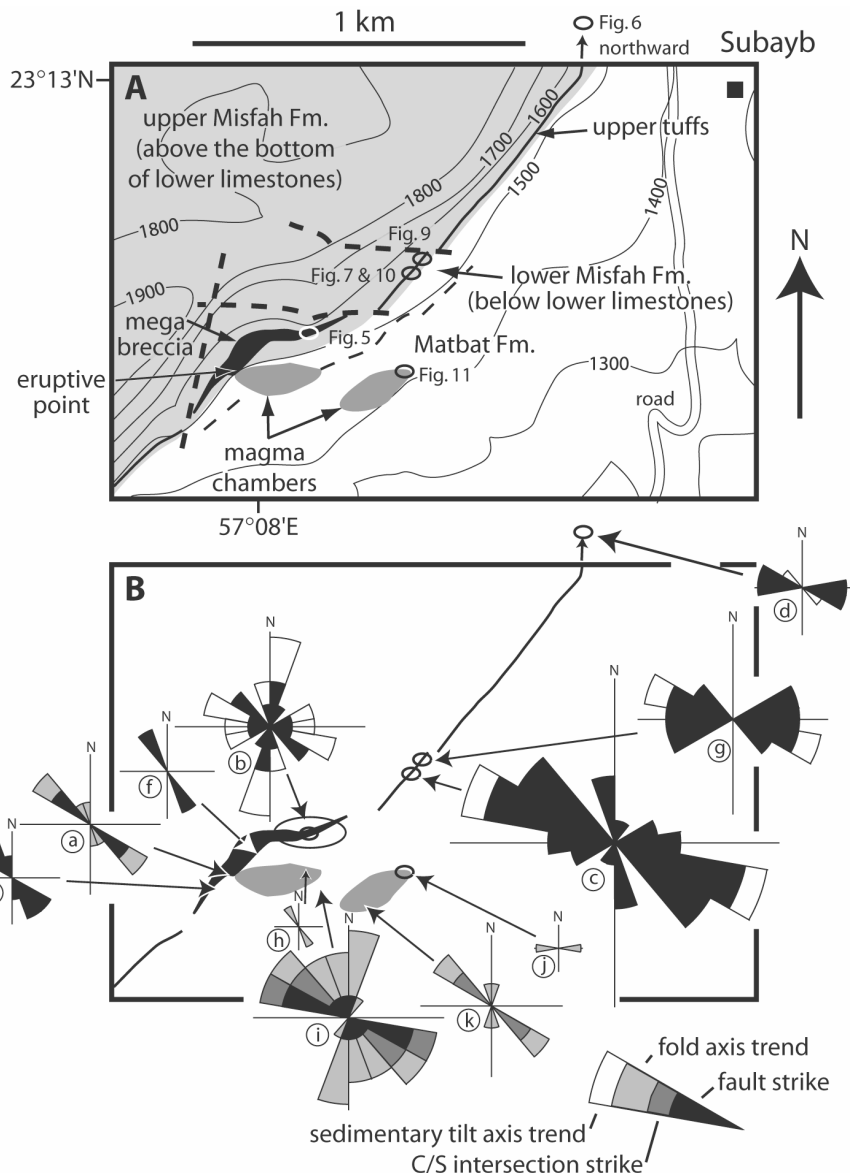 1 km
Fig. 6
northward
Subayb
23°13'N
A
upper Misfah Fm.
(above the bottom
of lower limestones)
upper tuffs
1600
1700
1500
1800
1400
1800
N
Fig. 9
Fig. 7 & 10
lower Misfah Fm.
(below lower limestones)
1900
mega
breccia
Fig. 5
Matbat Fm.
1300
eruptive
point
Fig. 11
road
magma
chambers
57°08'E
B
N
d
N
N
N
b
g
N
f
N
a
N
c
N
h
N
N
j
N
i
k
fold axis trend
fault strike
sedimentary tilt axis trend
C/S intersection strike